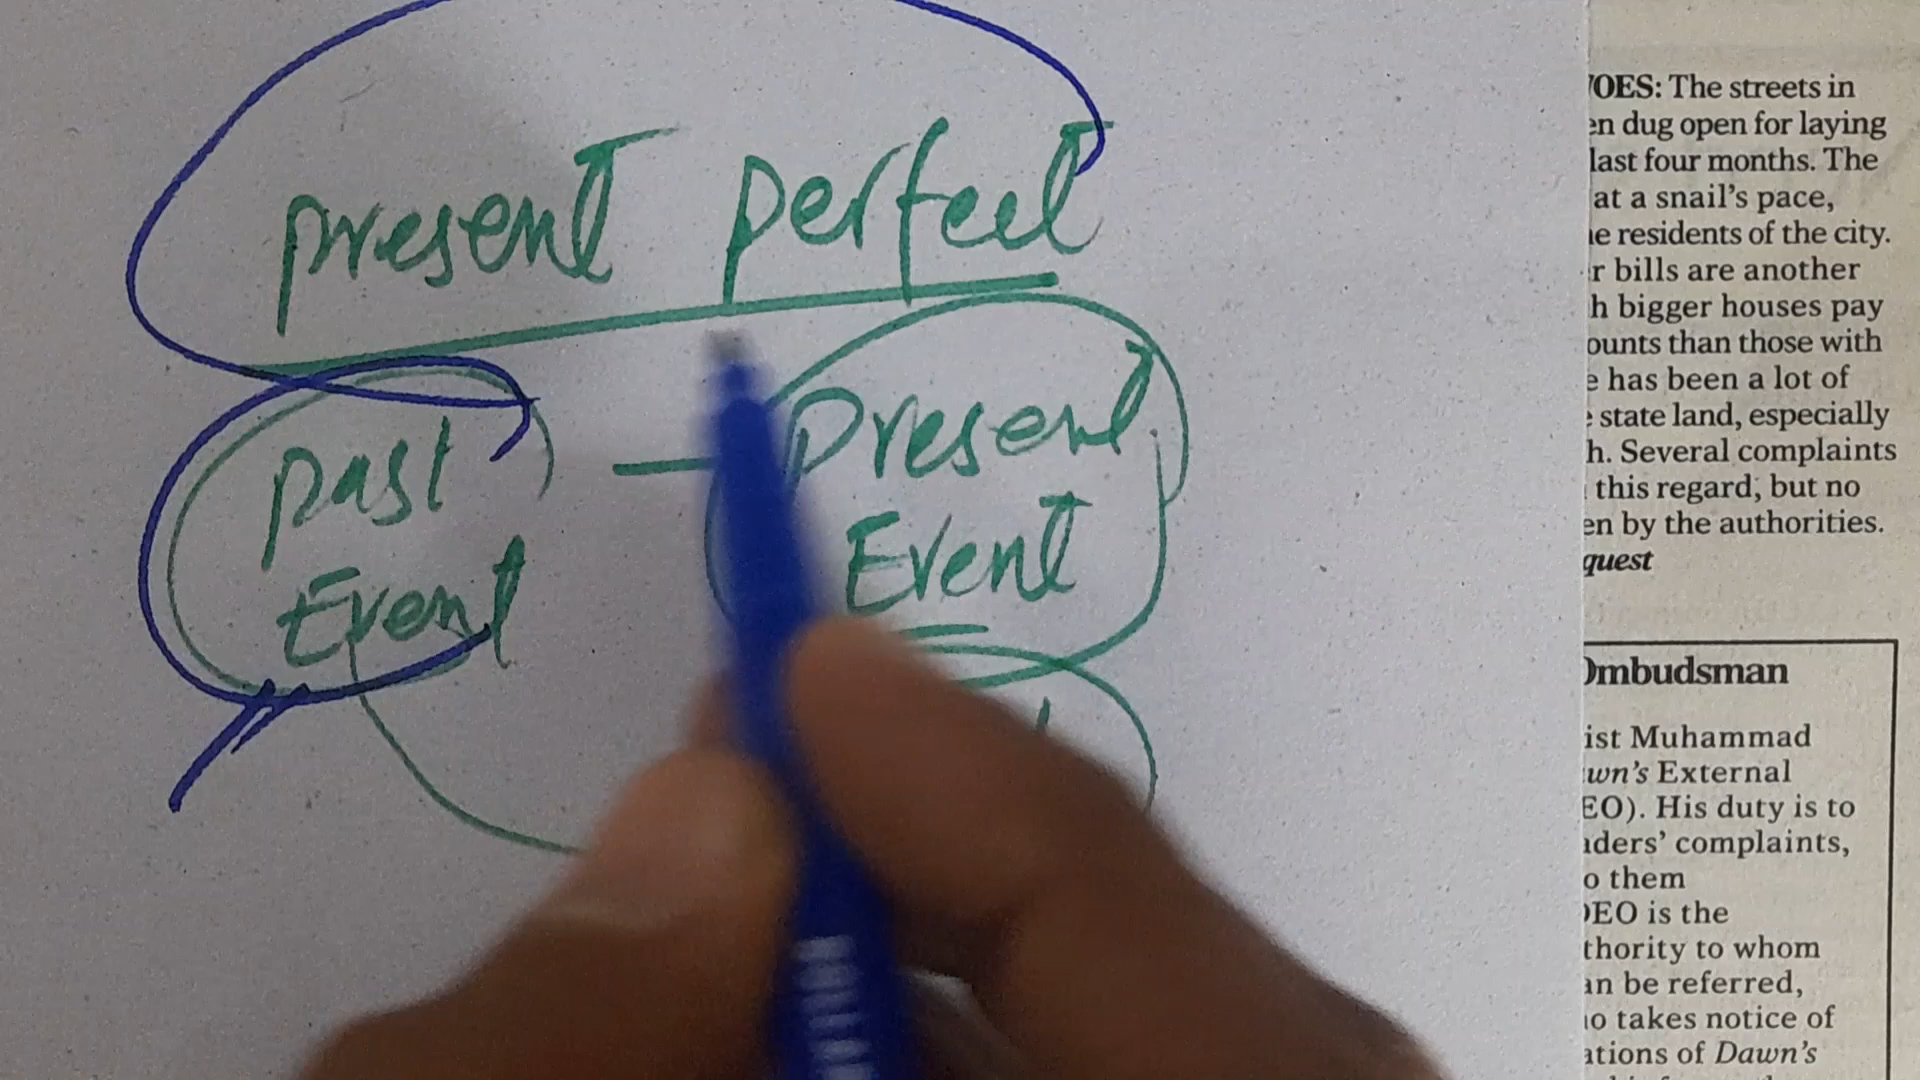 present perfect
past
Event
present
Event
OES: The streets in
en dug open for laying
last four months. The
at a snail's pace,
residents of the city.
r bills are another
h bigger houses pay
ounts than those with
e has been a lot of
state land, especially
h. Several complaints
this regard, but no
en by the authorities.
quest
Ombudsman
ist Muhammad
wn's External
EO). His duty is to
aders' complaints,
o them
DEO is the
thority to whom
an be referred,
o takes notice of
ations of Dawn's